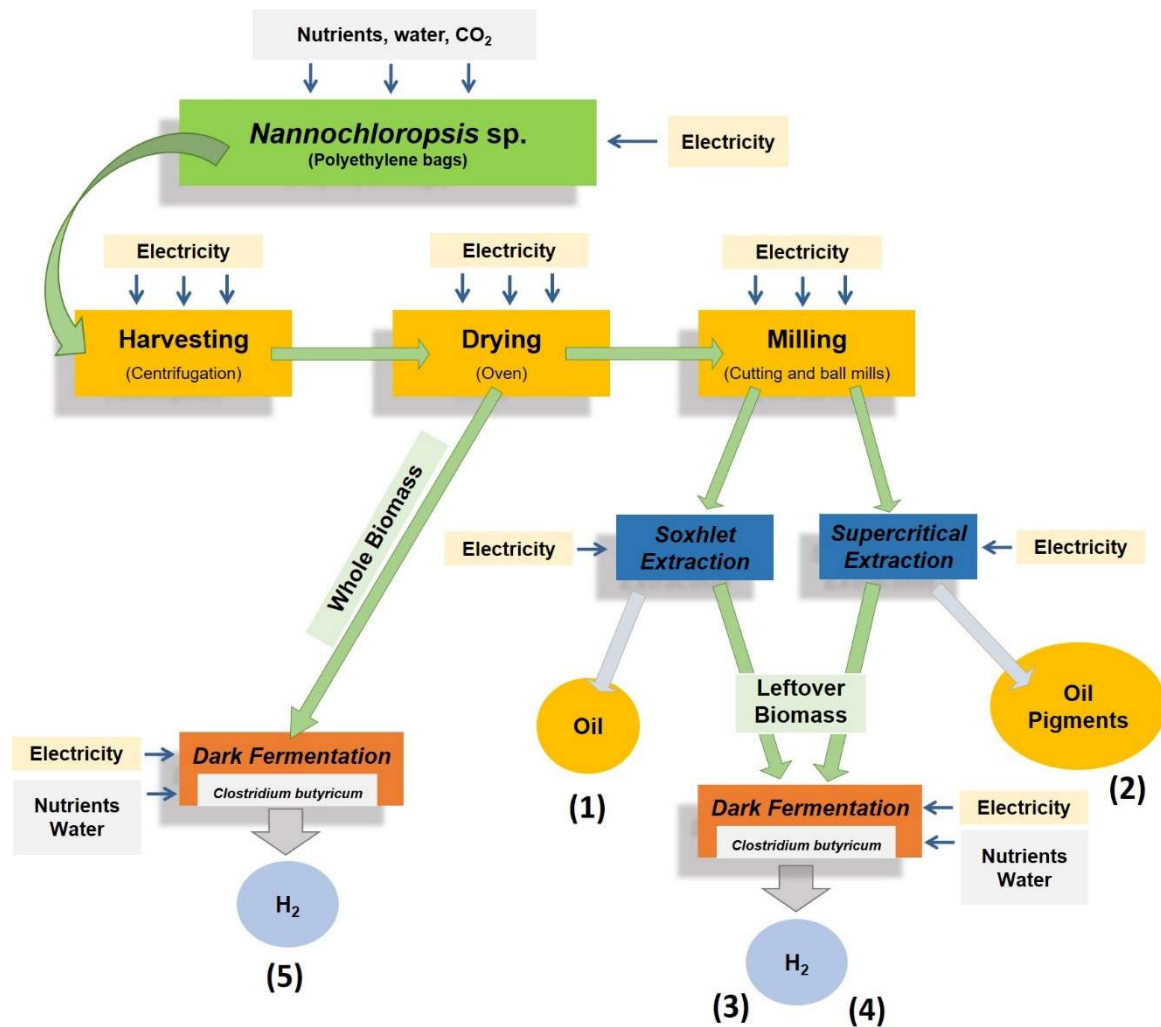 Nutrients, water, CO₂
Nannochloropsis sp.
(Polyethylene bags)
Electricity
Electricity
Electricity
Electricity
Harvesting
(Centrifugation)
Drying
(Oven)
Milling
(Cutting and ball mills)
Whole Biomass
Electricity
Soxhlet
Extraction
Supercritical
Extraction
Electricity
Oil
Leftover
Biomass
Oil
Pigments
(1)
(2)
Electricity
Nutrients
Water
Dark Fermentation
Clostridium butyricum
H₂
(5)
Dark Fermentation
Clostridium butyricum
Electricity
Nutrients
Water
H₂
(3)
(4)